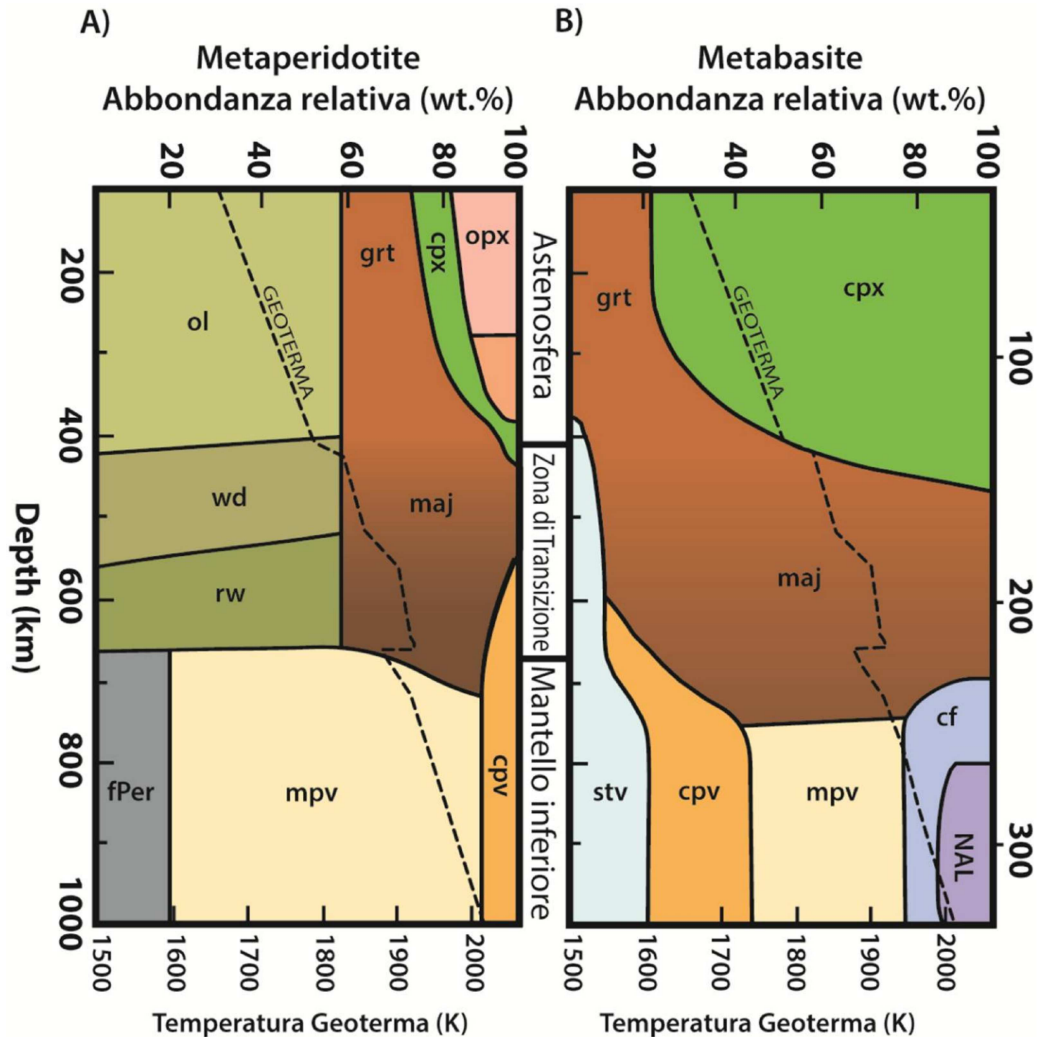 A)
Metaperidotite
Abbondanza relativa (wt.%)
20 40 60 80 100
B)
Metabasite
Abbondanza relativa (wt.%)
20 40 60 80 100
Depth (km)
200
400
600
800
1000
ol
GEOTERMA
grt
cpx
opx
wd
maj
rw
fPer
mpv
cpv
Astenosfera
Zona di Transizione
Mantello inferiore
grt
GEOTERMA
cpx
maj
stv
cpv
mpv
cf
NAL
100
200
300
1500 1600 1700 1800 1900 2000
Temperatura Geoterma (K)
1500 1600 1700 1800 1900 2000
Temperatura Geoterma (K)